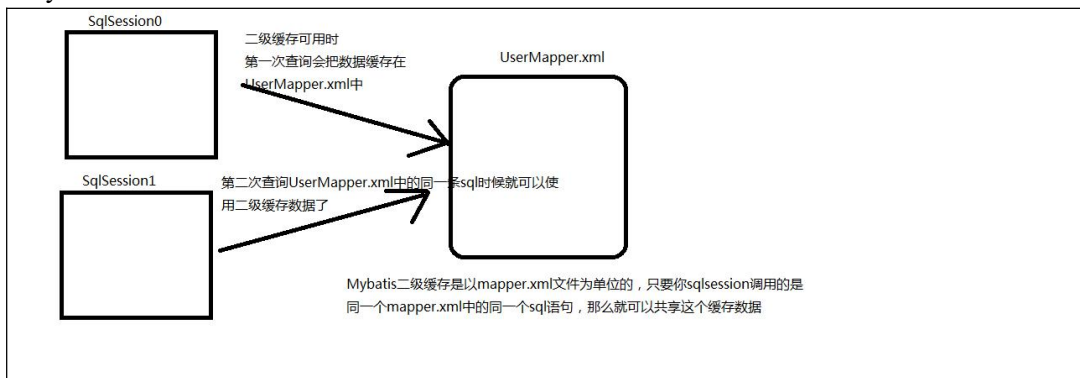 SqlSession0
二级缓存可用时
第一次查询会把数据缓存在
UserMapper.xml中
UserMapper.xml
SqlSession1
第二次查询UserMapper.xml中的同一条sql时候就可以使
用二级缓存数据了
Mybatis二级缓存是以mapper.xml文件为单位的，只要你sqlsession调用的是
同一个mapper.xml中的同一个sql语句，那么就可以共享这个缓存数据